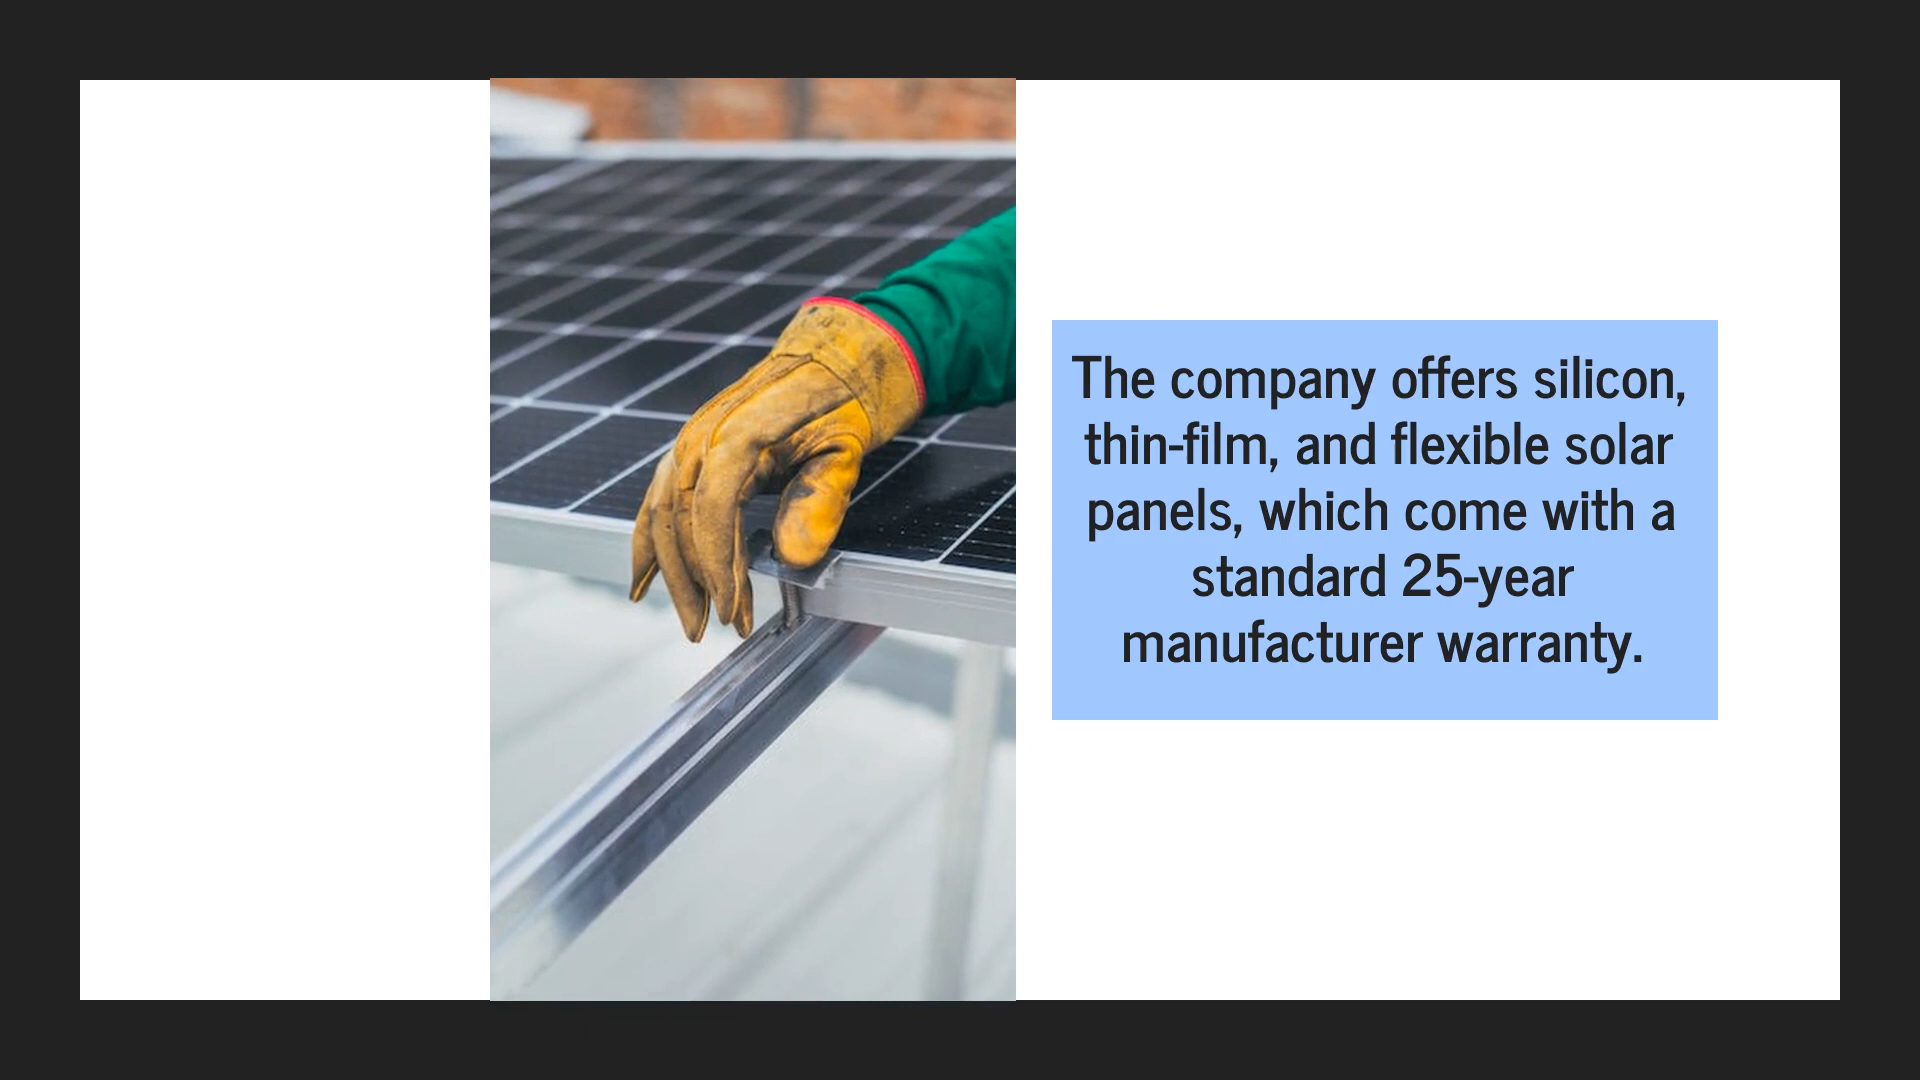 The company offers silicon,
thin-film, and flexible solar
panels, which come with a
standard 25-year
manufacturer warranty.